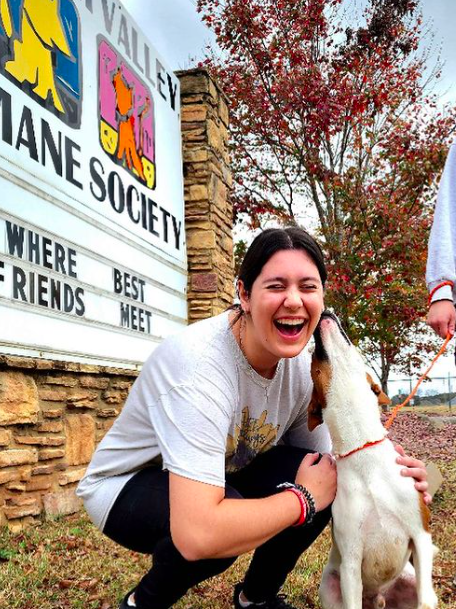 VALLEY
MANE SOCIETY
WHERE BEST
FRIENDS MEET